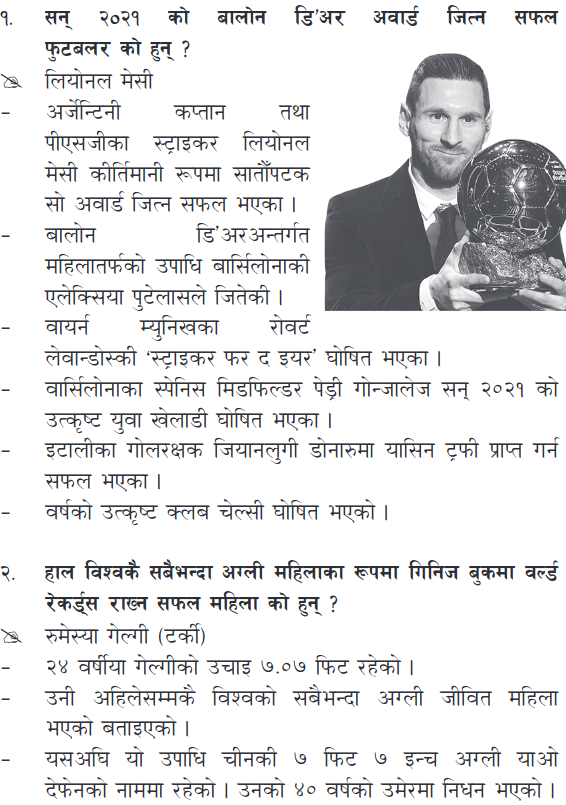 १. सन् २०२१ को बालोन डि’अर अवार्ड जित्न सफल
फुटबलर को हुन् ?
लियोनल मेसी
- अर्जेन्टिनी कप्तान तथा
पीएसजीका स्ट्राइकर लियोनल
मेसी कीर्तिमानी रूपमा सातौँपटक
सो अवार्ड जित्न सफल भएका ।
- बालोन डि’अरअन्तर्गत
महिलातर्फको उपाधि बार्सिलोनाकी
एलेक्सिया पुटेलासले जितेकी ।
- वायर्न म्युनिखका रोवर्ट
लेवान्डोस्की ‘स्ट्राइकर फर द इयर’ घोषित भएका ।
- वार्सिलोनाका स्पेनिस मिडफिल्डर पेड्री गोन्जालेज सन् २०२१ को
उत्कृष्ट युवा खेलाडी घोषित भएका ।
- इटालीका गोलरक्षक जियानलुगी डोनारुमा यासिन ट्रफी प्राप्त गर्न
सफल भएका ।
- वर्षको उत्कृष्ट क्लब चेल्सी घोषित भएको ।
२. हाल विश्वकै सबैभन्दा अग्ली महिलाका रूपमा गिनिज बुकमा वर्ल्ड
रेकर्ड्स राख्न सफल महिला को हुन् ?
रुमेस्या गेल्गी (टर्की)
- २४ वर्षीया गेल्गीको उचाइ ७.०७ फिट रहेको ।
- उनी अहिलेसम्मकै विश्वको सबैभन्दा अग्ली जीवित महिला
भएको बताइएको ।
- यसअघि यो उपाधि चीनकी ७ फिट ७ इन्च अग्ली याओ
देफेनको नाममा रहेको । उनको ४० वर्षको उमेरमा निधन भएको ।